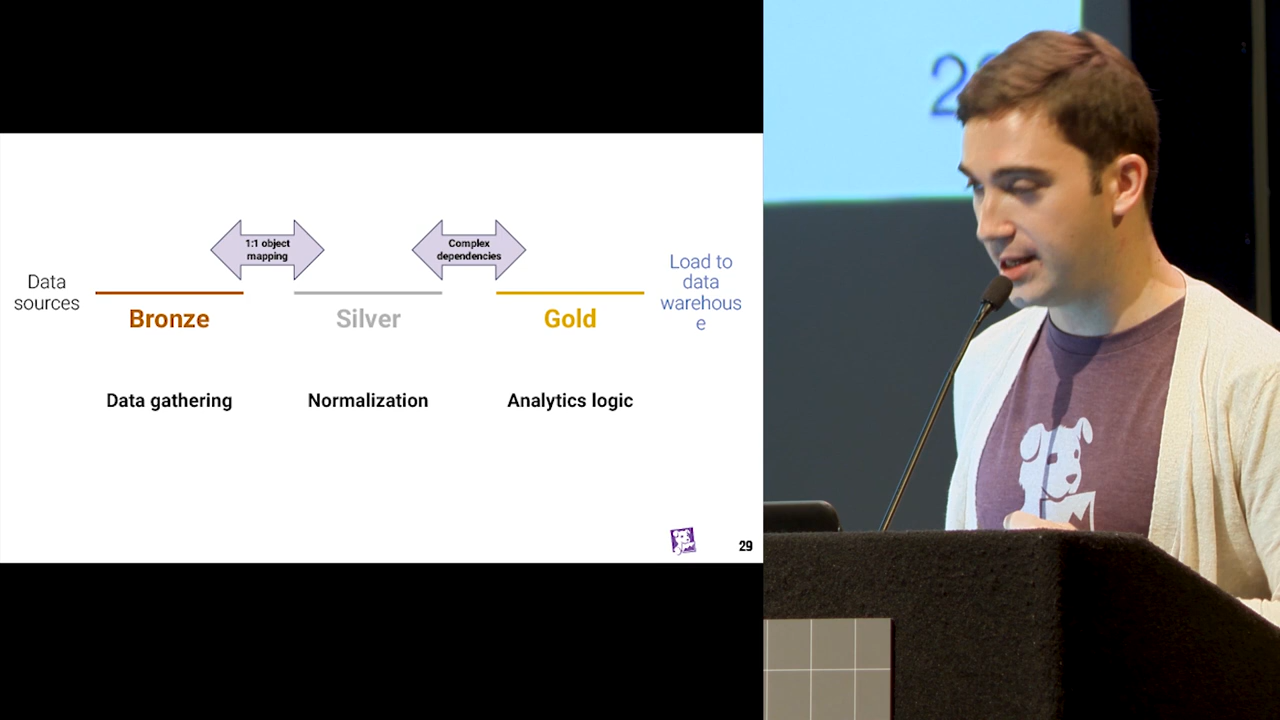 1:1 object
mapping
Complex
dependencies
Data
sources
Load to
data
warehous
e
Bronze
Silver
Gold
Data gathering
Normalization
Analytics logic
29